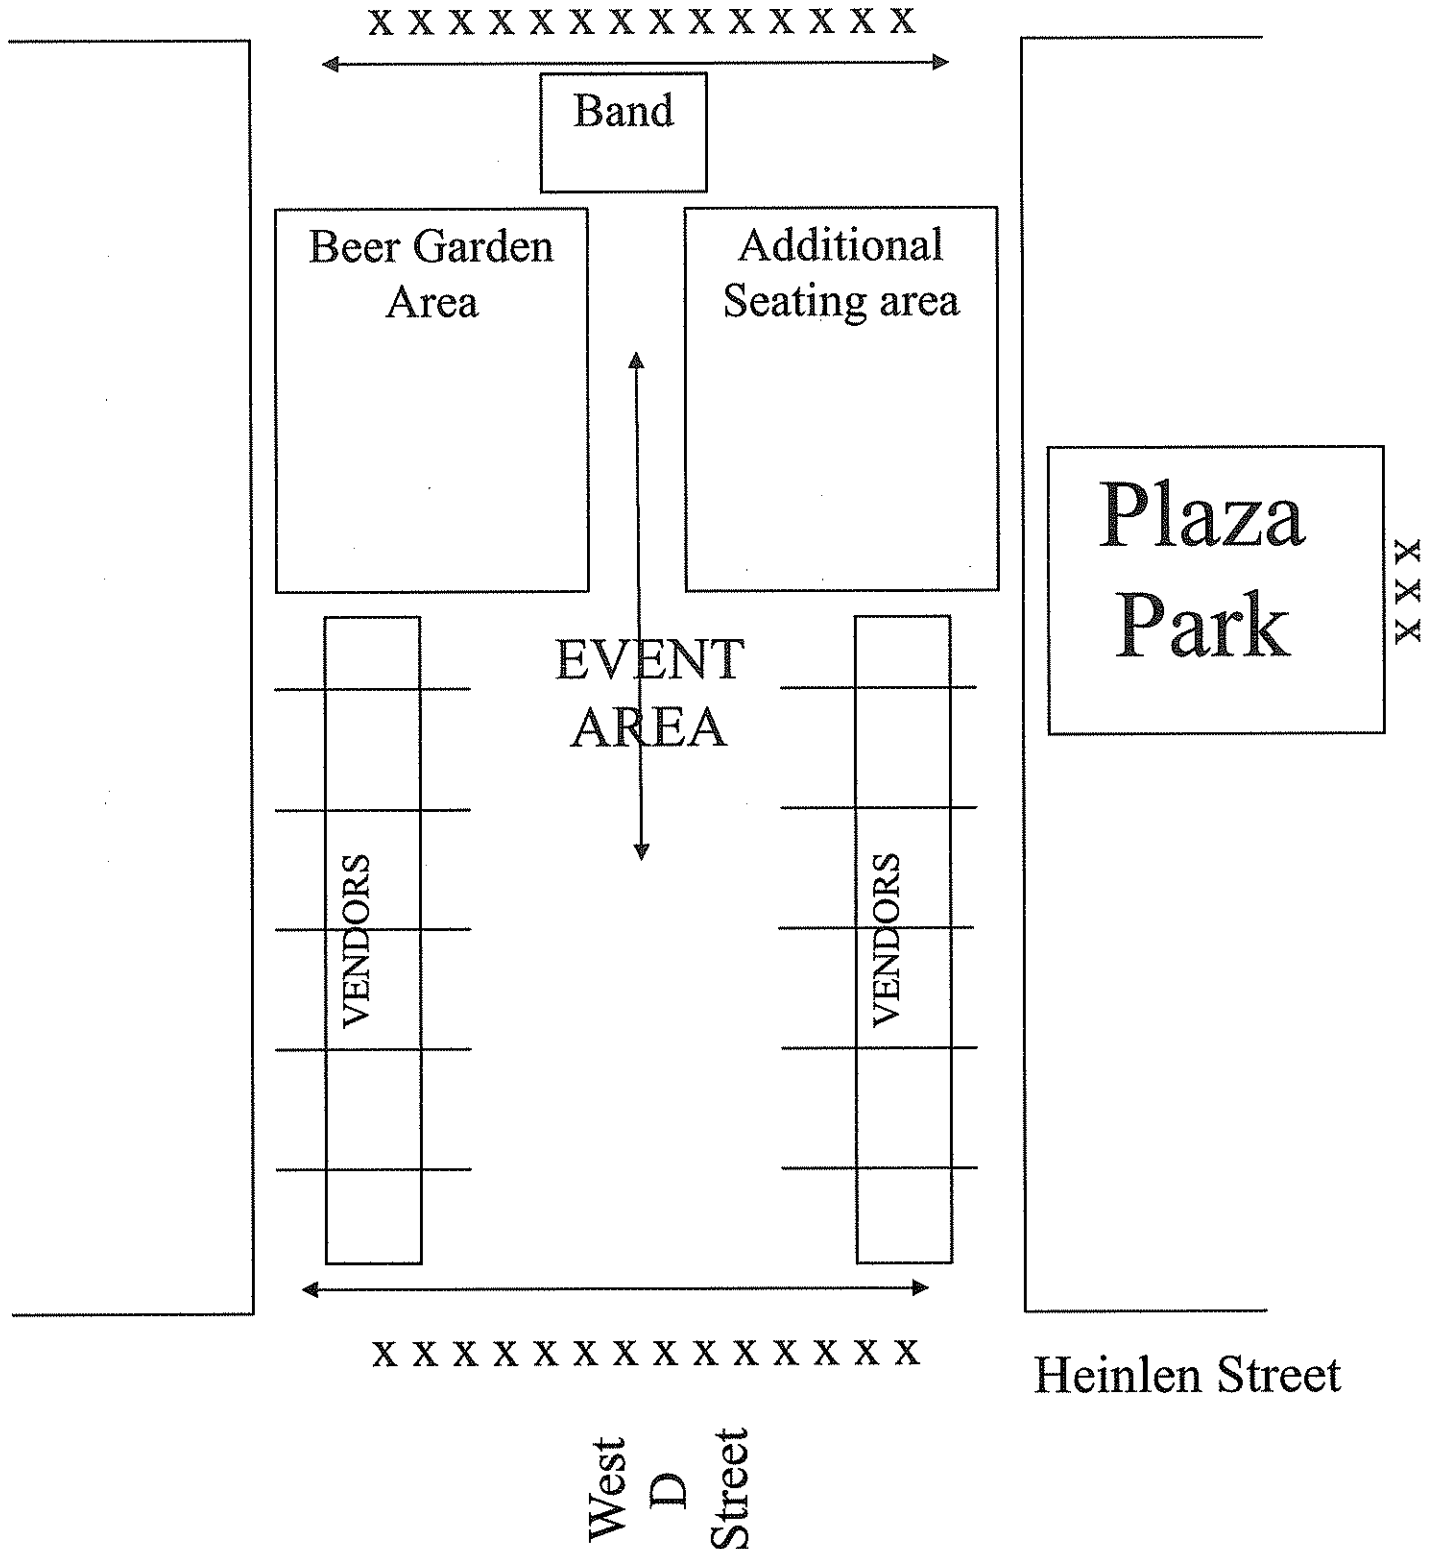 x x x x x x x x x x x x x x
Band
Beer Garden
Area
Additional
Seating area
Plaza
Park
x x x
EVENT
AREA
VENDORS
VENDORS
x x x x x x x x x x x x x x
Heinlen Street
West
D
Street